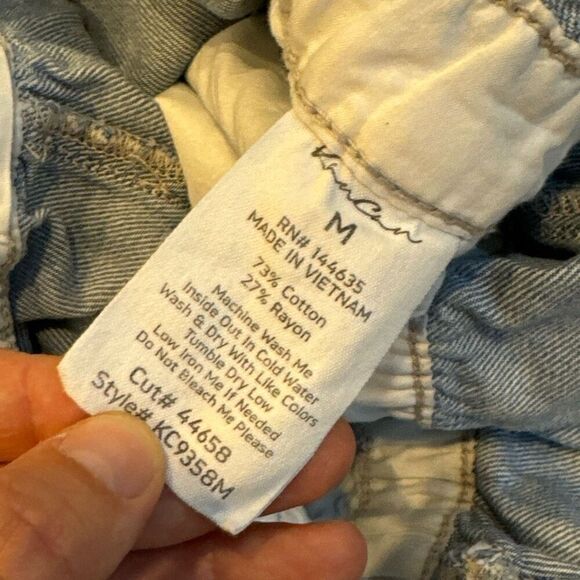 KanCan
M
RN# 144635
MADE IN VIETNAM
73% Cotton
27% Rayon
Machine Wash Me
Inside Out In Cold Water
Wash & Dry With Like Colors
Tumble Dry Low
Low Iron Me If Needed
Do Not Bleach Me Please
Cut# 44658
Style# KC9358M